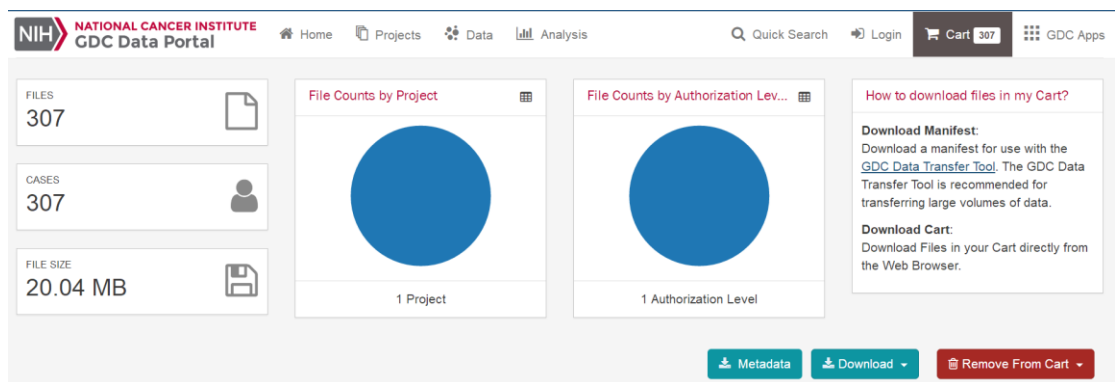 NIH NATIONAL CANCER INSTITUTE
GDC Data Portal
Home Projects Data Analysis Quick Search Login Cart 307 GDC Apps
FILES
307
CASES
307
FILE SIZE
20.04 MB
File Counts by Project
1 Project
File Counts by Authorization Lev...
1 Authorization Level
How to download files in my Cart?
Download Manifest:
Download a manifest for use with the
GDC Data Transfer Tool. The GDC Data
Transfer Tool is recommended for
transferring large volumes of data.
Download Cart:
Download Files in your Cart directly from
the Web Browser.
Metadata Download Remove From Cart